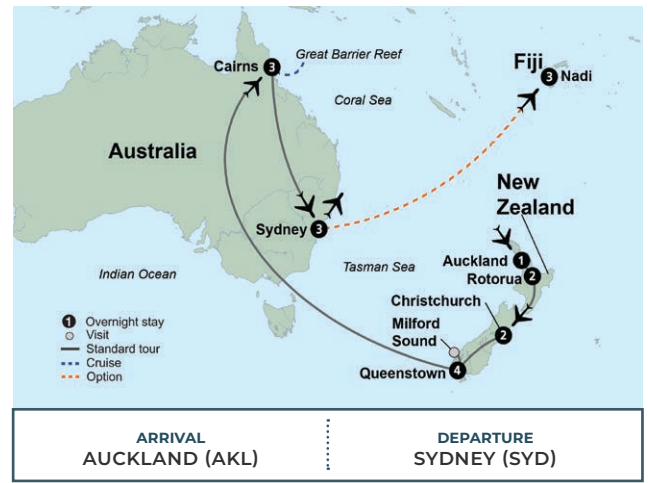 Great Barrier Reef
Cairns 3
Fiji
3 Nadi
Coral Sea
Australia
New
Zealand
Sydney 3
Auckland 1
Tasman Sea
Rotorua 2
Indian Ocean
Christchurch
2
Milford
Sound
Queenstown 4
1 Overnight stay
Visit
Standard tour
Cruise
Option
ARRIVAL
AUCKLAND (AKL)
DEPARTURE
SYDNEY (SYD)